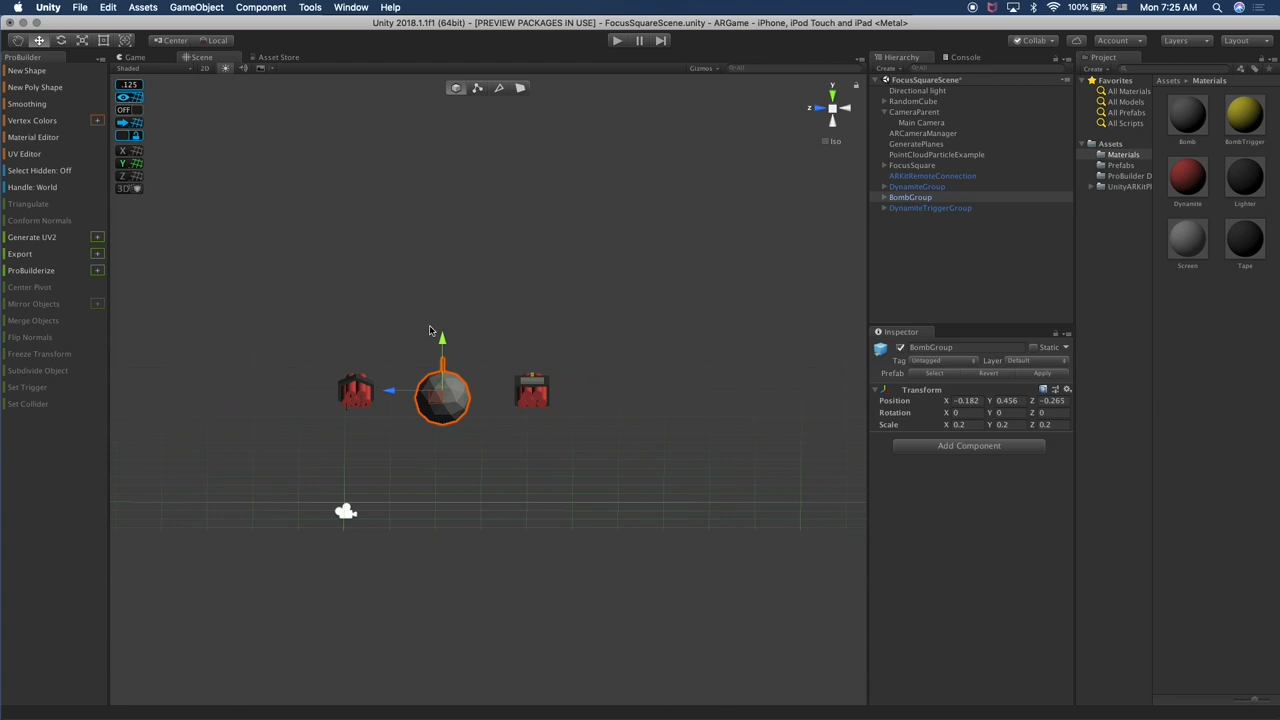 Unity File Edit Assets GameObject Component Tools Window Help 100% Mon 7:25 AM
Unity 2018.1.1f1 (64bit) - [PREVIEW PACKAGES IN USE] - FocusSquareScene.unity - ARGame - iPhone, iPod Touch and iPad <Metal>
Center Local Collab Account Layers Layout
ProBuilder Game Scene Asset Store Hierarchy Console Project
Shaded 2D Gizmos All Create All Create
New Shape
New Poly Shape
Smoothing
Vertex Colors
Material Editor
UV Editor
Select Hidden: Off
Handle: World
Triangulate
Conform Normals
Generate UV2
Export
ProBuilderize
Center Pivot
Mirror Objects
Merge Objects
Flip Normals
Freeze Transform
Subdivide Object
Set Trigger
Set Collider
.125
OFF
X
Y
Z
3D
y
z
Iso
FocusSquareScene*
Directional light
RandomCube
CameraParent
Main Camera
ARCameraManager
GeneratePlanes
PointCloudParticleExample
FocusSquare
ARKitRemoteConnection
DynamiteGroup
BombGroup
DynamiteTriggerGroup
Inspector
BombGroup Static
Tag Untagged Layer Default
Prefab Select Revert Apply
Transform
Position X -0.182 Y 0.456 Z -0.265
Rotation X 0 Y 0 Z 0
Scale X 0.2 Y 0.2 Z 0.2
Add Component
Favorites
All Materials
All Models
All Prefabs
All Scripts
Assets
Materials
Prefabs
ProBuilder D
UnityARKitPl
Assets Materials
Bomb BombTrigger
Dynamite Lighter
Screen Tape